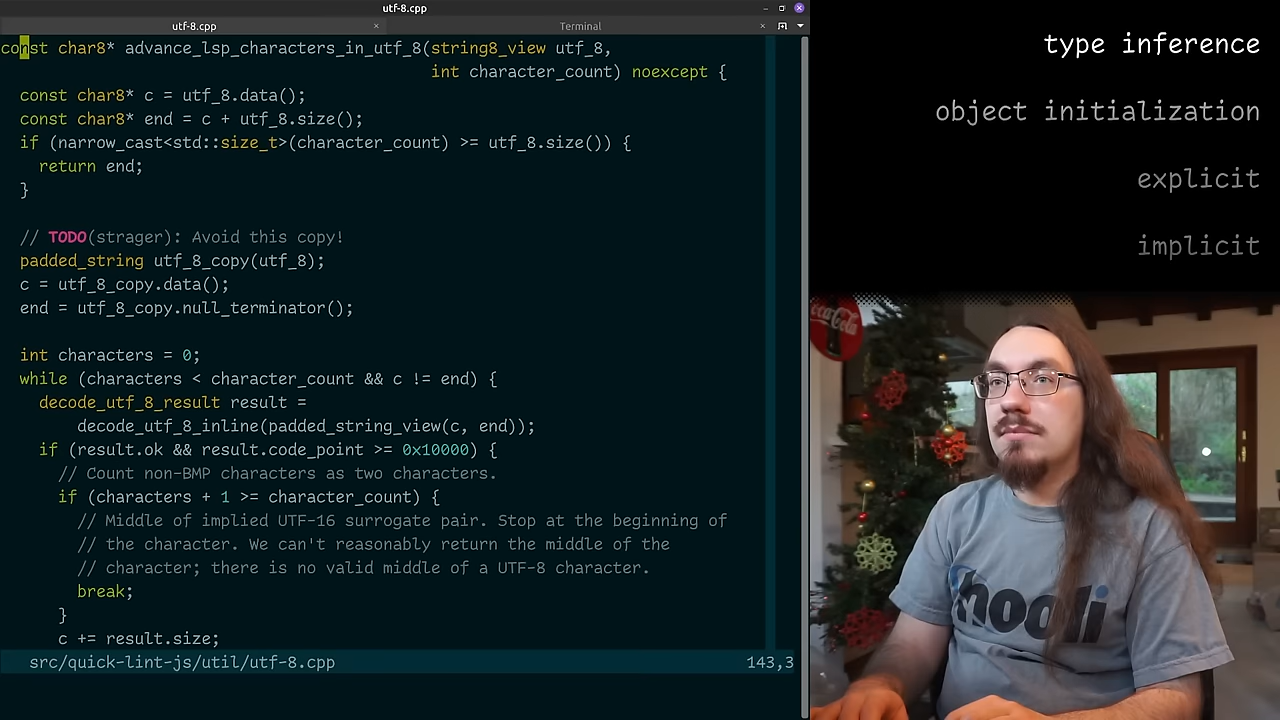 utf-8.cpp
utf-8.cpp
Terminal
const char8* advance_lsp_characters_in_utf_8(string8_view utf_8,
int character_count) noexcept {
const char8* c = utf_8.data();
const char8* end = c + utf_8.size();
if (narrow_cast<std::size_t>(character_count) >= utf_8.size()) {
return end;
}
// TODO(strager): Avoid this copy!
padded_string utf_8_copy(utf_8);
c = utf_8_copy.data();
end = utf_8_copy.null_terminator();
int characters = 0;
while (characters < character_count && c != end) {
decode_utf_8_result result =
decode_utf_8_inline(padded_string_view(c, end));
if (result.ok && result.code_point >= 0x10000) {
// Count non-BMP characters as two characters.
if (characters + 1 >= character_count) {
// Middle of implied UTF-16 surrogate pair. Stop at the beginning of
// the character. We can't reasonably return the middle of the
// character; there is no valid middle of a UTF-8 character.
break;
}
c += result.size;
src/quick-lint-js/util/utf-8.cpp
143,3
type inference
object initialization
explicit
implicit
Coca-Cola
hooli